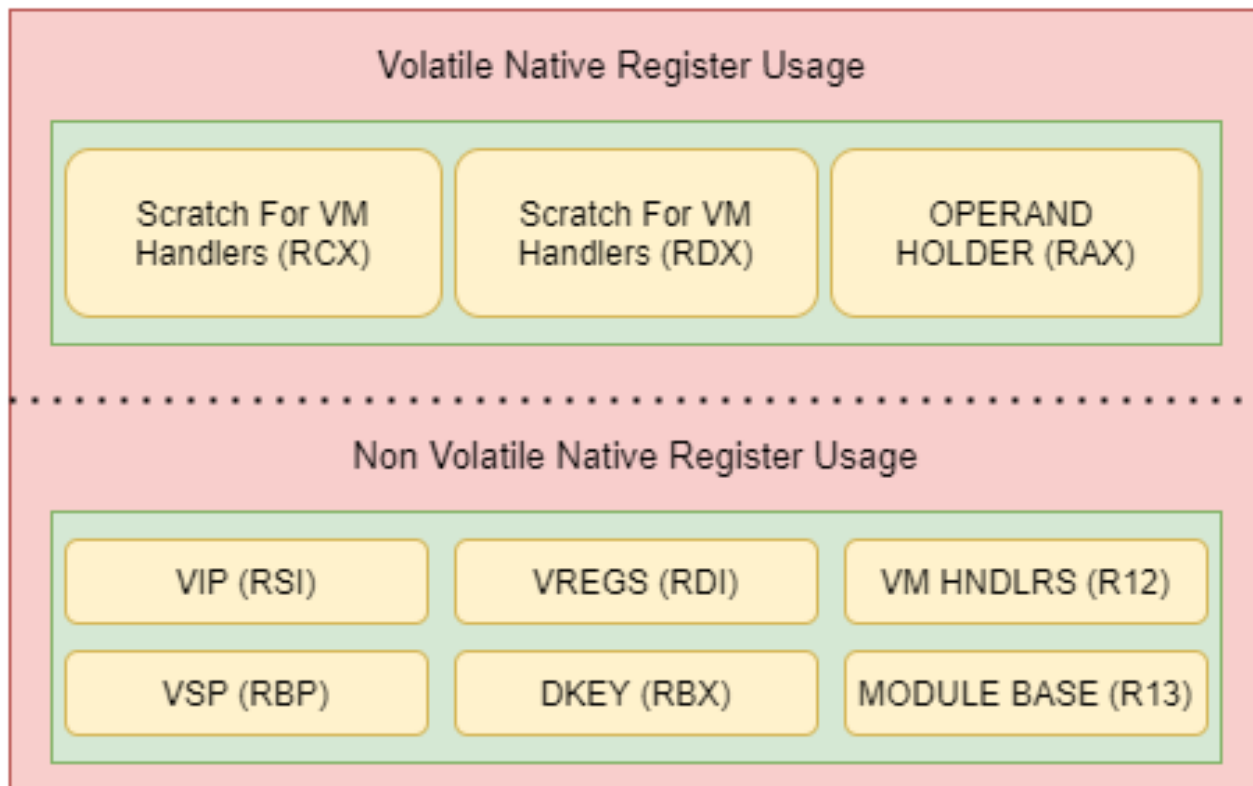 Volatile Native Register Usage
Scratch For VM
Handlers (RCX)
Scratch For VM
Handlers (RDX)
OPERAND
HOLDER (RAX)
Non Volatile Native Register Usage
VIP (RSI)
VREGS (RDI)
VM HNDLRS (R12)
VSP (RBP)
DKEY (RBX)
MODULE BASE (R13)